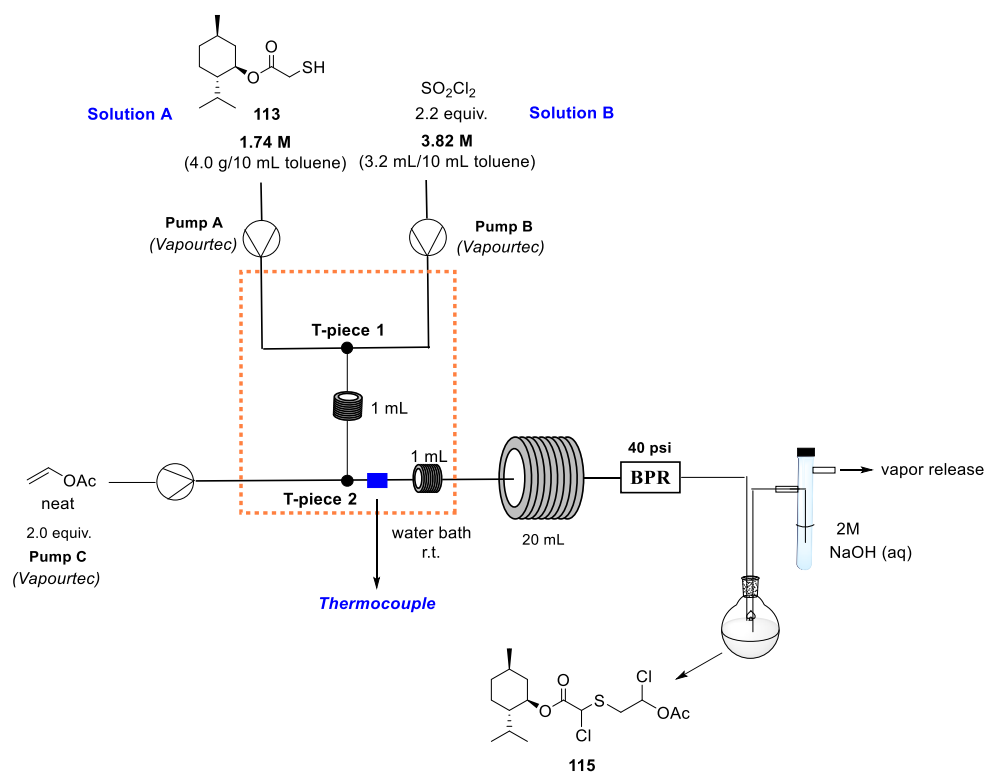 O
O
SH
113
Solution A
1.74 M
(4.0 g/10 mL toluene)
SO2Cl2
2.2 equiv.
Solution B
3.82 M
(3.2 mL/10 mL toluene)
Pump A
(Vapourtec)
Pump B
(Vapourtec)
T-piece 1
1 mL
OAc
neat
2.0 equiv.
Pump C
(Vapourtec)
T-piece 2
1 mL
water bath
r.t.
Thermocouple
20 mL
40 psi
BPR
vapor release
2M
NaOH (aq)
O
O
Cl
S
Cl
OAc
115